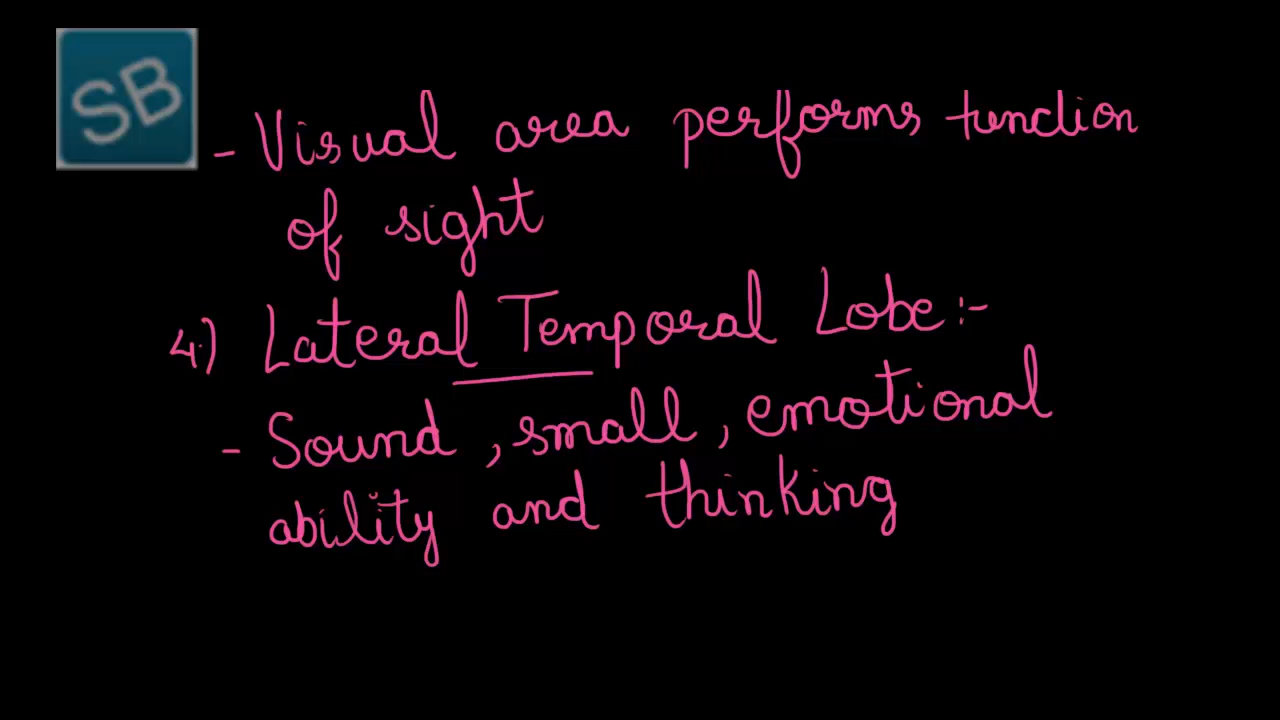 SB
- Visual area performs function
of sight
4.) Lateral Temporal Lobe :-
- Sound , small , emotional
ability and thinking